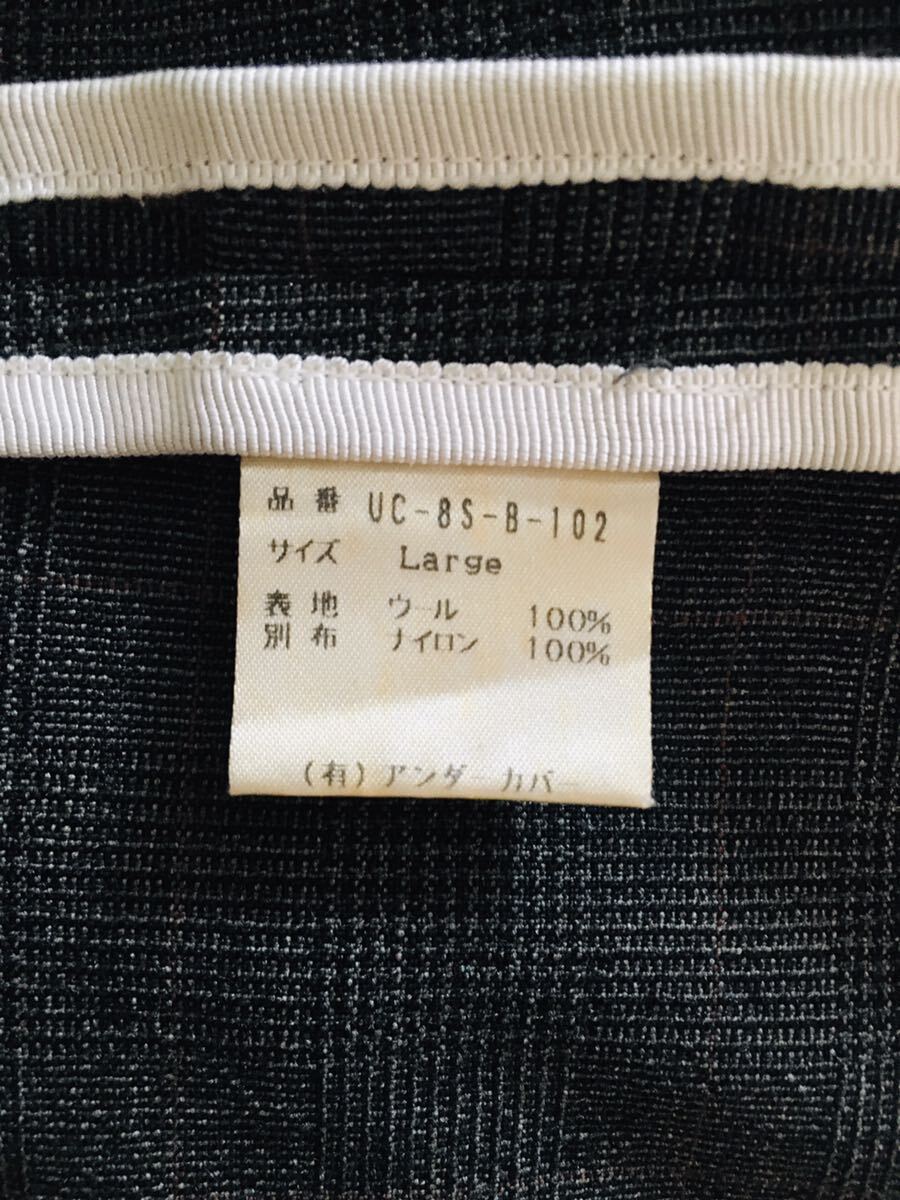 品番 UC-8S-B-102
サイズ Large
表地 ウール 100%
別布 ナイロン 100%
(有)アンダーカバー